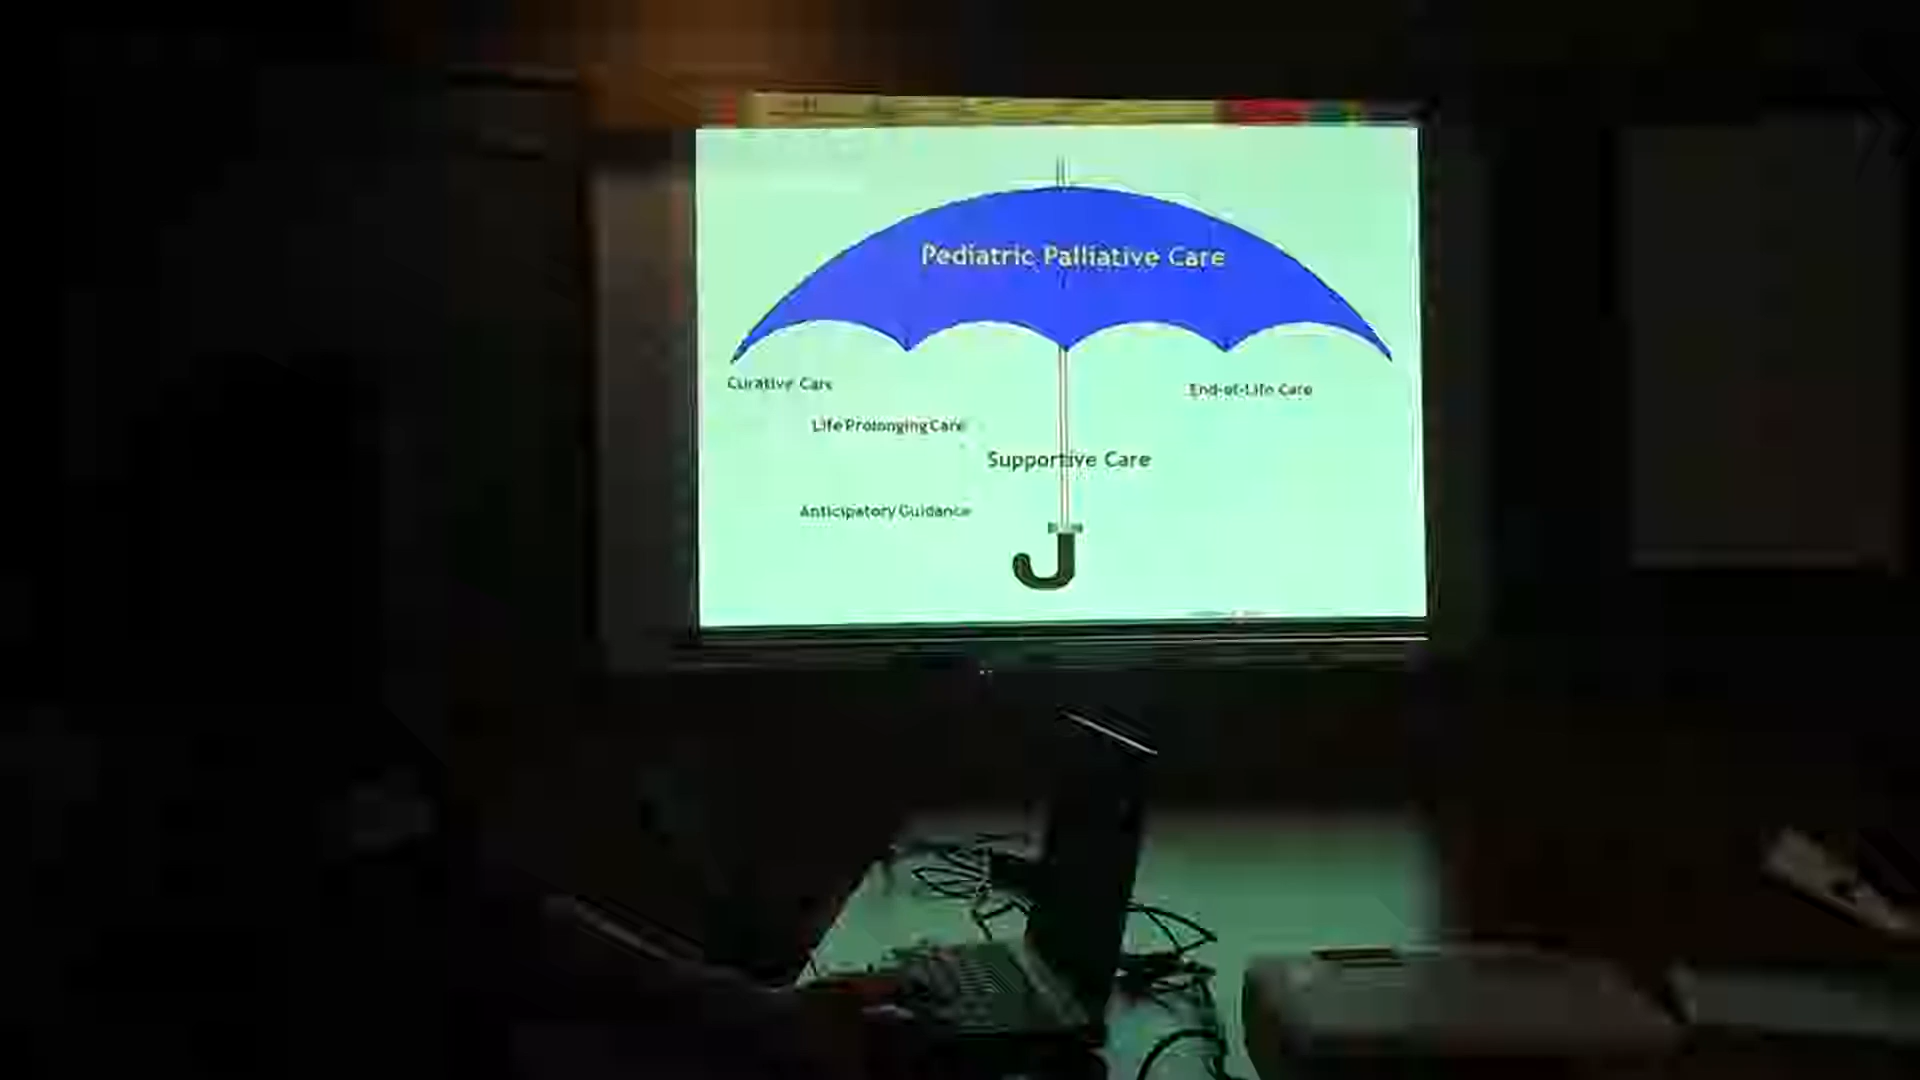 Pediatric Palliative Care
Curative Care
End-of-Life Care
Life Prolonging Care
Supportive Care
Anticipatory Guidance